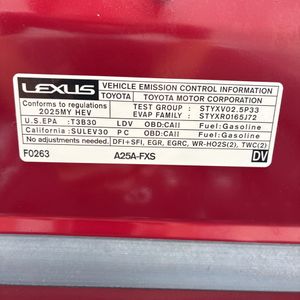 LEXUS VEHICLE EMISSION CONTROL INFORMATION
TOYOTA TOYOTA MOTOR CORPORATION
Conforms to regulations TEST GROUP : STYXV02.5P33
2025MY HEV EVAP FAMILY : STYXR0165J72
U.S.EPA : T3B30 LDV OBD:CAII Fuel:Gasoline
California : SULEV30 PC OBD:CAII Fuel:Gasoline
No adjustments needed. DFI+SFI, EGR, EGRC, WR-HO2S(2), TWC(2)
F0263 A25A-FXS DV